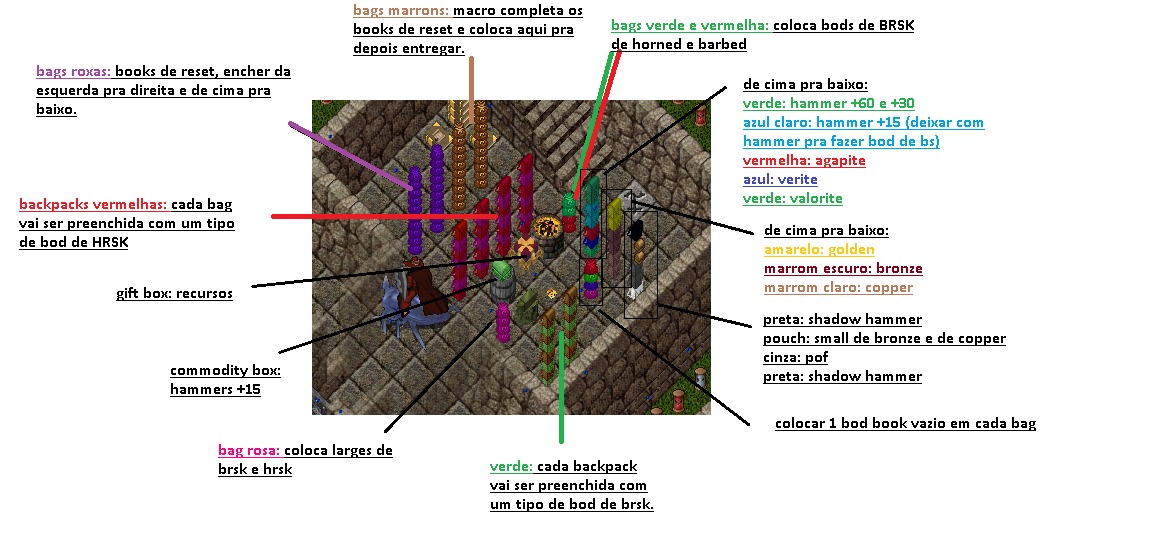 bags marrons: macro completa os
books de reset e coloca aqui pra
depois entregar.
bags verde e vermelha: coloca bods de BRSK
de horned e barbed
bags roxas: books de reset, encher da
esquerda pra direita e de cima pra
baixo.
de cima pra baixo:
verde: hammer +60 e +30
azul claro: hammer +15 (deixar com
hammer pra fazer bod de bs)
vermelha: agapite
azul: verite
verde: valorite
backpacks vermelhas: cada bag
vai ser preenchida com um tipo
de bod de HRSK
de cima pra baixo:
amarelo: golden
marrom escuro: bronze
marrom claro: copper
gift box: recursos
preta: shadow hammer
pouch: small de bronze e de copper
cinza: pof
preta: shadow hammer
commodity box:
hammers +15
colocar 1 bod book vazio em cada bag
bag rosa: coloca larges de
brsk e hrsk
verde: cada backpack
vai ser preenchida com
um tipo de bod de brsk.